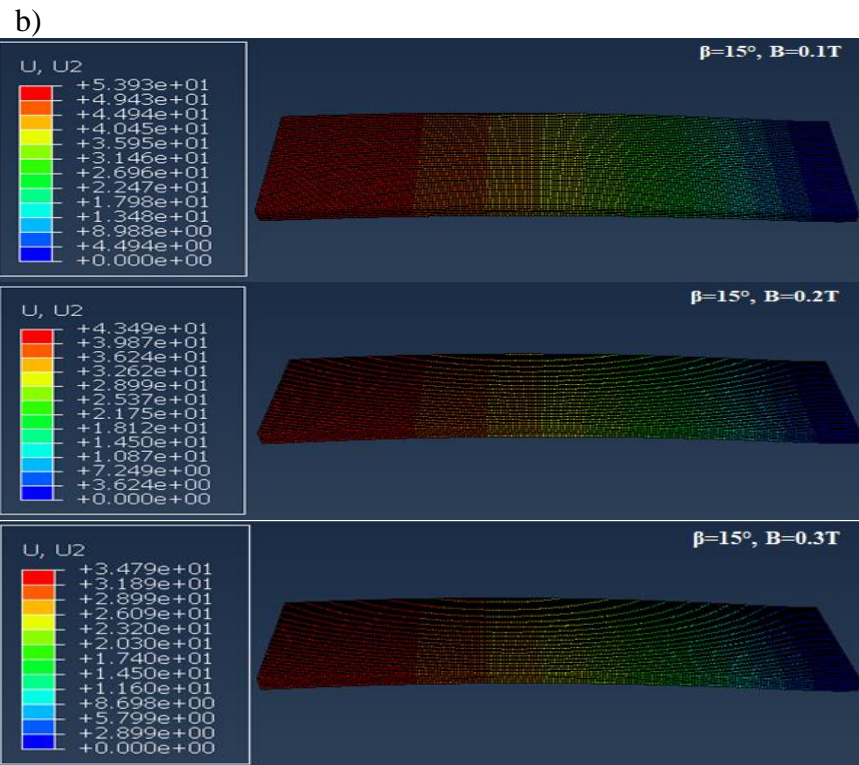 b)
β=15°, B=0.1T
U, U2
+5.393e+01
+4.943e+01
+4.494e+01
+4.045e+01
+3.595e+01
+3.146e+01
+2.696e+01
+2.247e+01
+1.798e+01
+1.348e+01
+8.988e+00
+4.494e+00
+0.000e+00
β=15°, B=0.2T
U, U2
+4.349e+01
+3.987e+01
+3.624e+01
+3.262e+01
+2.899e+01
+2.537e+01
+2.175e+01
+1.812e+01
+1.450e+01
+1.087e+01
+7.249e+00
+3.624e+00
+0.000e+00
β=15°, B=0.3T
U, U2
+3.479e+01
+3.189e+01
+2.899e+01
+2.609e+01
+2.320e+01
+2.030e+01
+1.740e+01
+1.450e+01
+1.160e+01
+8.698e+00
+5.799e+00
+2.899e+00
+0.000e+00